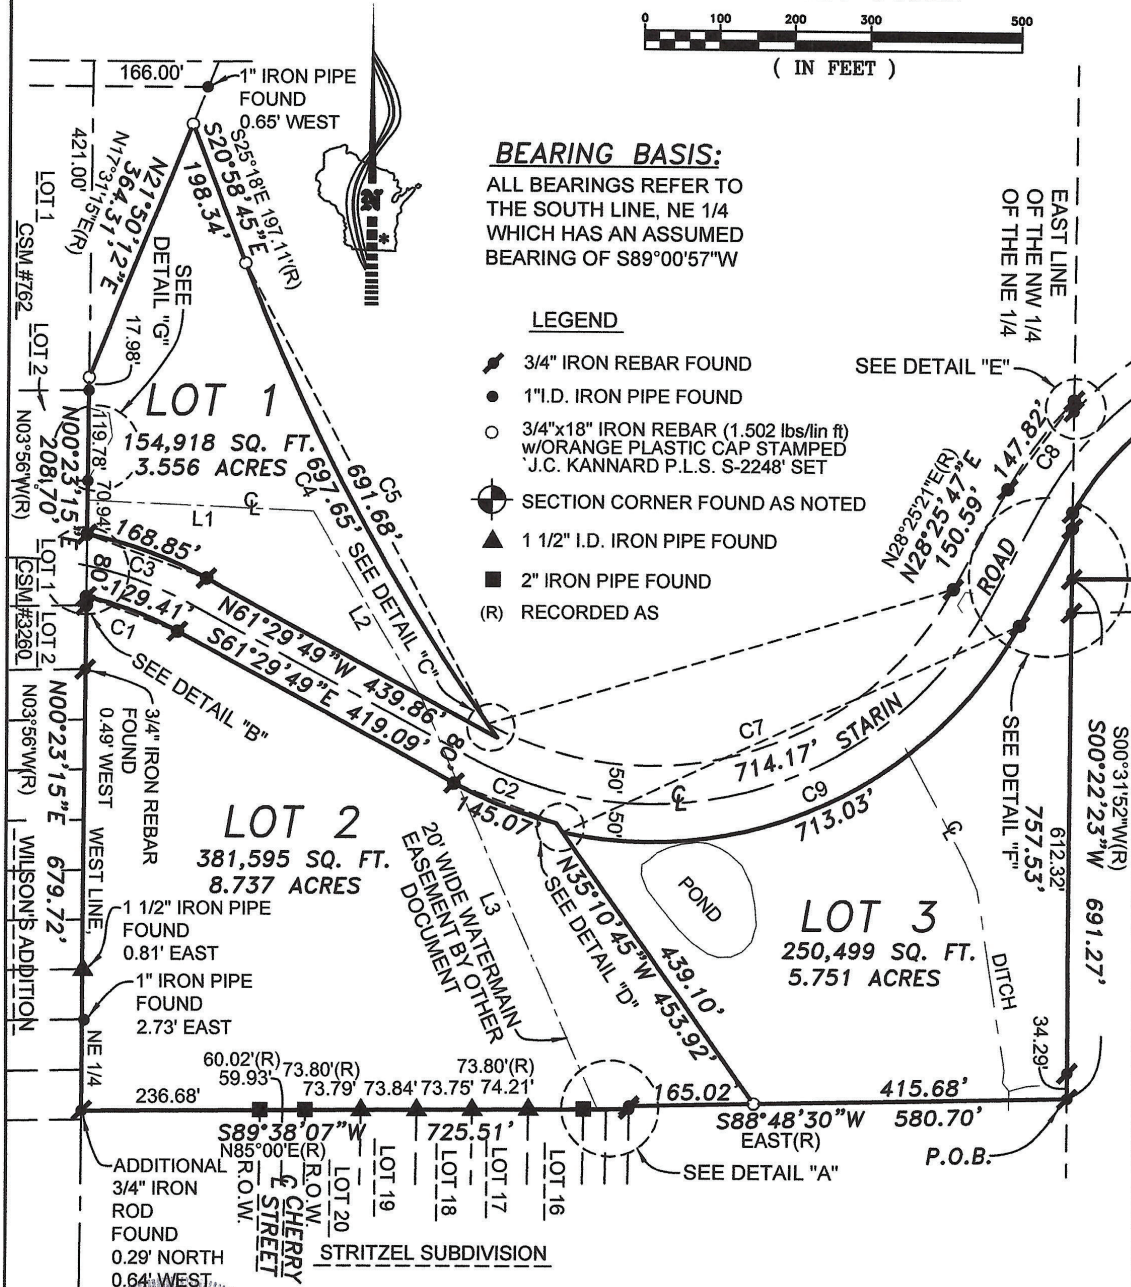 0 100 200 300 500
( IN FEET )
166.00'
1" IRON PIPE
FOUND
0.65' WEST
421.00'
N17°31'15"E(R)
364.31'
N21°50'12"E
S25°18'E 197.11'(R)
S20°58'45"E
198.34'
LOT 1
CSM #762
LOT 2
SEE
DETAIL "G"
17.98'
BEARING BASIS:
ALL BEARINGS REFER TO
THE SOUTH LINE, NE 1/4
WHICH HAS AN ASSUMED
BEARING OF S89°00'57"W
LEGEND
3/4" IRON REBAR FOUND
1"I.D. IRON PIPE FOUND
3/4"x18" IRON REBAR (1.502 lbs/lin ft)
w/ORANGE PLASTIC CAP STAMPED
`J.C. KANNARD P.L.S. S-2248' SET
SECTION CORNER FOUND AS NOTED
1 1/2" I.D. IRON PIPE FOUND
2" IRON PIPE FOUND
(R) RECORDED AS
EAST LINE
OF THE NW 1/4
OF THE NE 1/4
SEE DETAIL "E"
147.82'
C8
N28°25'21"E(R)
N28°25'47"E
150.59'
ROAD
LOT 1
154,918 SQ. FT.
3.556 ACRES
119.78'
70.94'
N03°56'W(R)
208.70'
N00°23'15"E
L1
C5
691.68'
C4
697.65'
SEE DETAIL "C"
L2
168.85'
C3
80'
129.41'
C1
N61°29'49"W 439.86'
S61°29'49"E 419.09'
SEE DETAIL "B"
LOT 1
CSM #3260
LOT 2
N03°56'W(R)
N00°23'15"E 679.72'
3/4" IRON REBAR
FOUND
0.49' WEST
80'
C2
145.07'
50'
50'
C7
714.17'
STARIN
C9
713.03'
SEE DETAIL "F"
S00°31'52"W(R)
S00°22'23"W 691.27'
757.53'
612.32'
LOT 2
381,595 SQ. FT.
8.737 ACRES
WEST LINE,
NE 1/4
WILSON'S ADDITION
1 1/2" IRON PIPE
FOUND
0.81' EAST
1" IRON PIPE
FOUND
2.73' EAST
20' WIDE WATERMAIN
EASEMENT BY OTHER
DOCUMENT
L3
SEE DETAIL "D"
N35°10'45"W 453.92'
439.10'
POND
LOT 3
250,499 SQ. FT.
5.751 ACRES
DITCH
34.29'
236.68'
60.02'(R)
59.93'
73.80'(R)
73.79' 73.84' 73.75' 74.21'
73.80'(R)
165.02'
415.68'
S89°38'07"W 725.51'
N85°00'E(R)
S88°48'30"W 580.70'
EAST(R)
P.O.B.
SEE DETAIL "A"
ADDITIONAL
3/4" IRON
ROD
FOUND
0.29' NORTH
0.64' WEST
R.O.W.
CHERRY
STREET
R.O.W.
LOT 20
LOT 19
LOT 18
LOT 17
LOT 16
STRITZEL SUBDIVISION